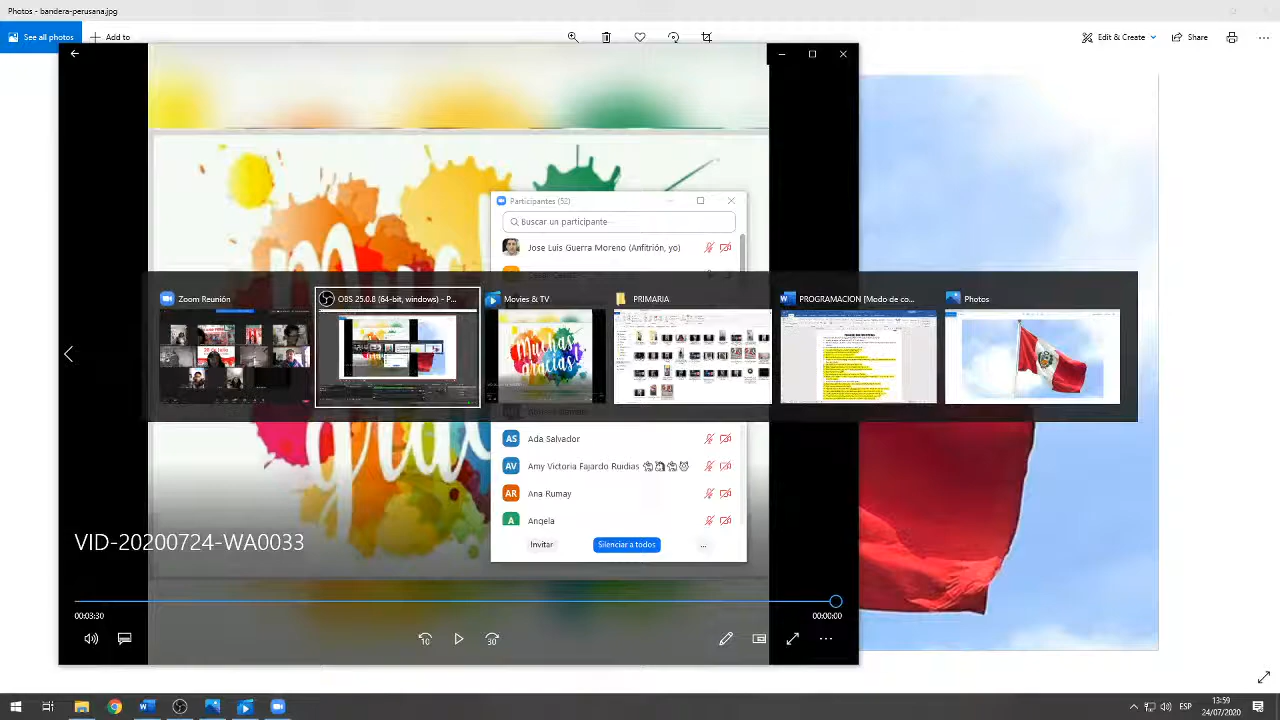 Photos - bandera-perusana.jpg
See all photos
Add to
Edit & Create
Share
Participantes (52)
Buscar un participante
Jose Luis Guerra Moreno (Anfitrión, yo)
Zoom Reunión
OBS 25.0.8 (64-bit, windows) - P...
Movies & TV
PRIMARIA
PROGRAMACION [Modo de co...
Photos
Muchas
gracias!
AS
Ada Salvador
AV
Amy Victoria Fajardo Ruidias
AR
Ana Rumay
A
Angela
Invitar
Silenciar a todos
...
VID-20200724-WA0033
00:03:30
00:00:00
10
30
ESP
13:59
24/07/2020